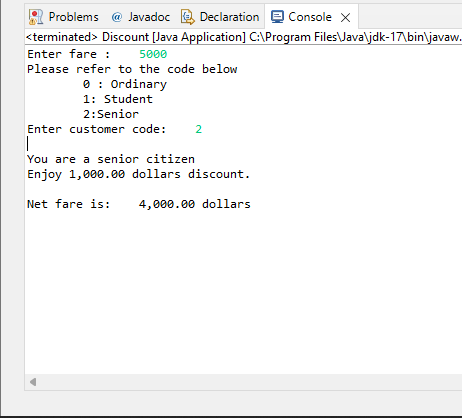 Problems @ Javadoc Declaration Console
<terminated> Discount [Java Application] C:\Program Files\Java\jdk-17\bin\javaw.
Enter fare : 5000
Please refer to the code below
0 : Ordinary
1: Student
2:Senior
Enter customer code: 2
You are a senior citizen
Enjoy 1,000.00 dollars discount.
Net fare is: 4,000.00 dollars